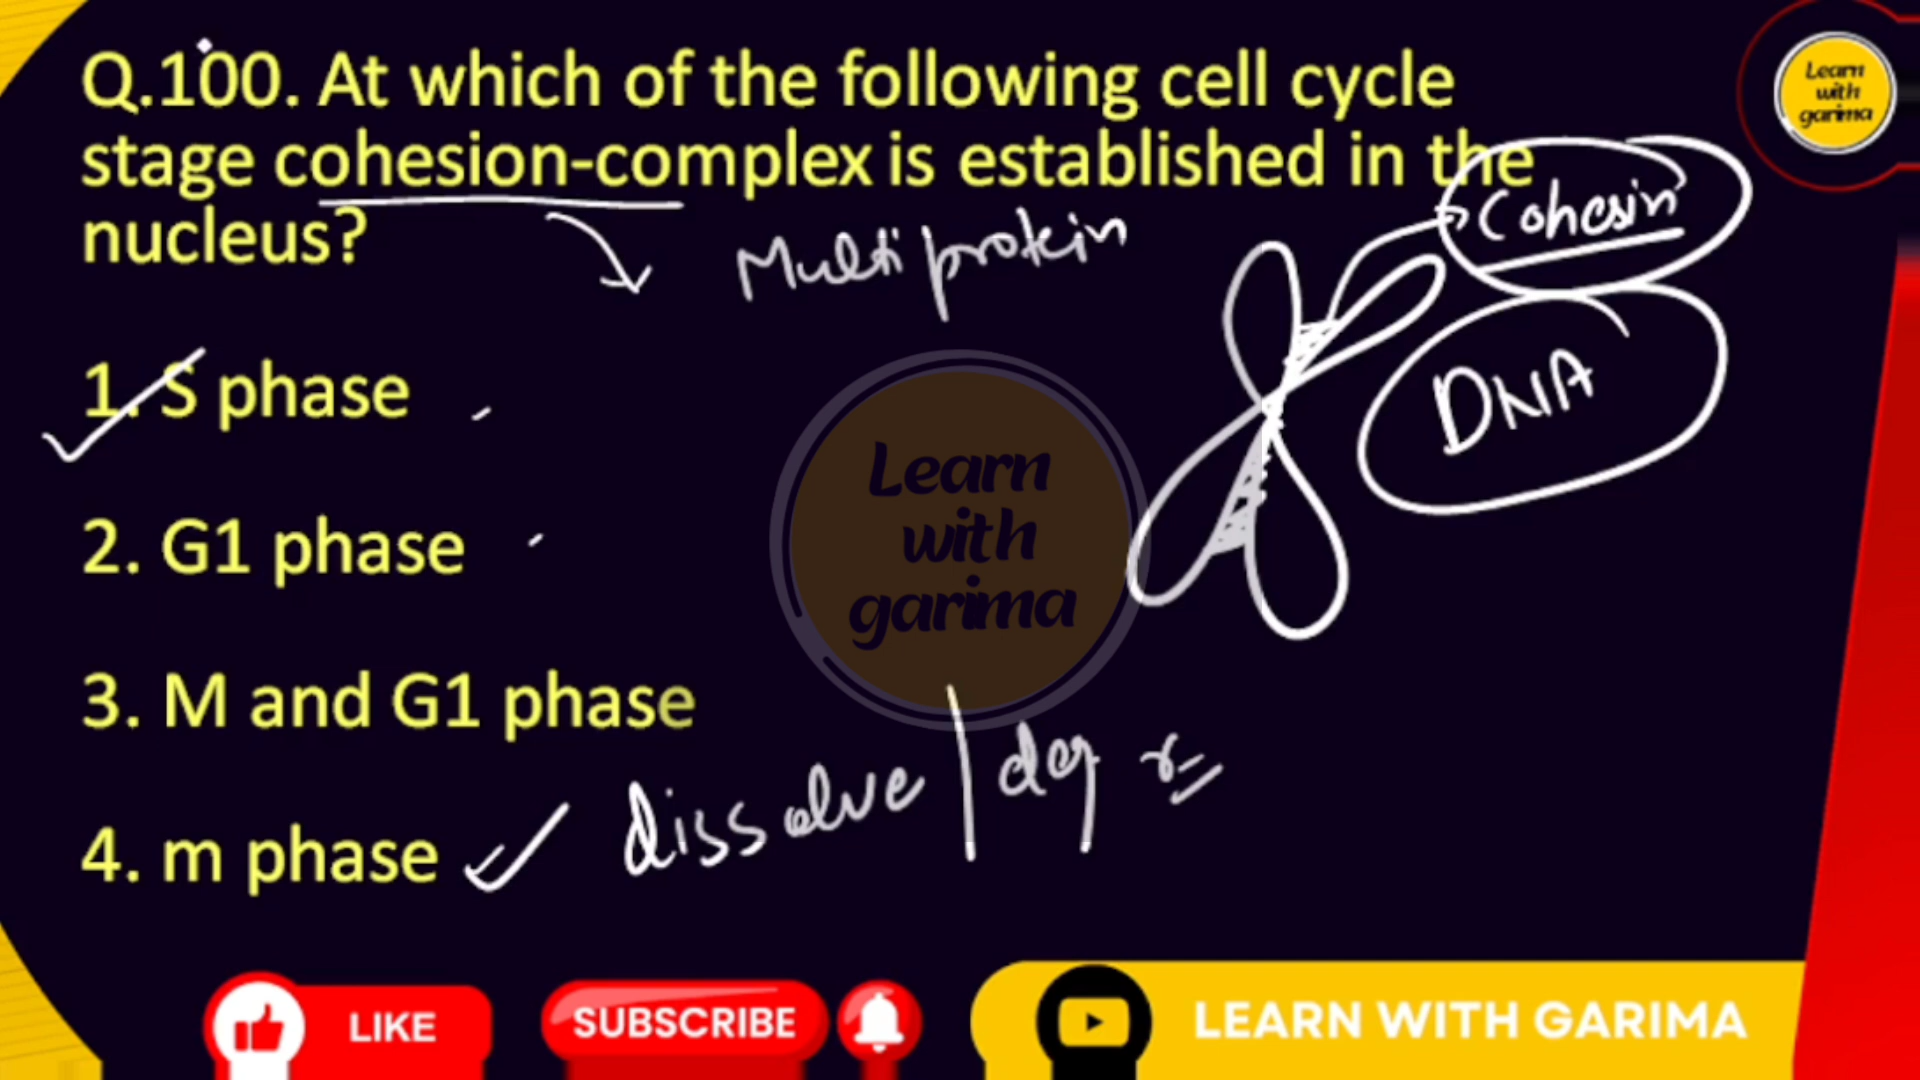 Q.100. At which of the following cell cycle
stage cohesion-complex is established in the
nucleus?
Learn
with
garima
Cohesin
Multiprotein
DNA
1. S phase
2. G1 phase
Learn
with
garima
3. M and G1 phase
4. m phase
dissolve / deg
LIKE
SUBSCRIBE
LEARN WITH GARIMA